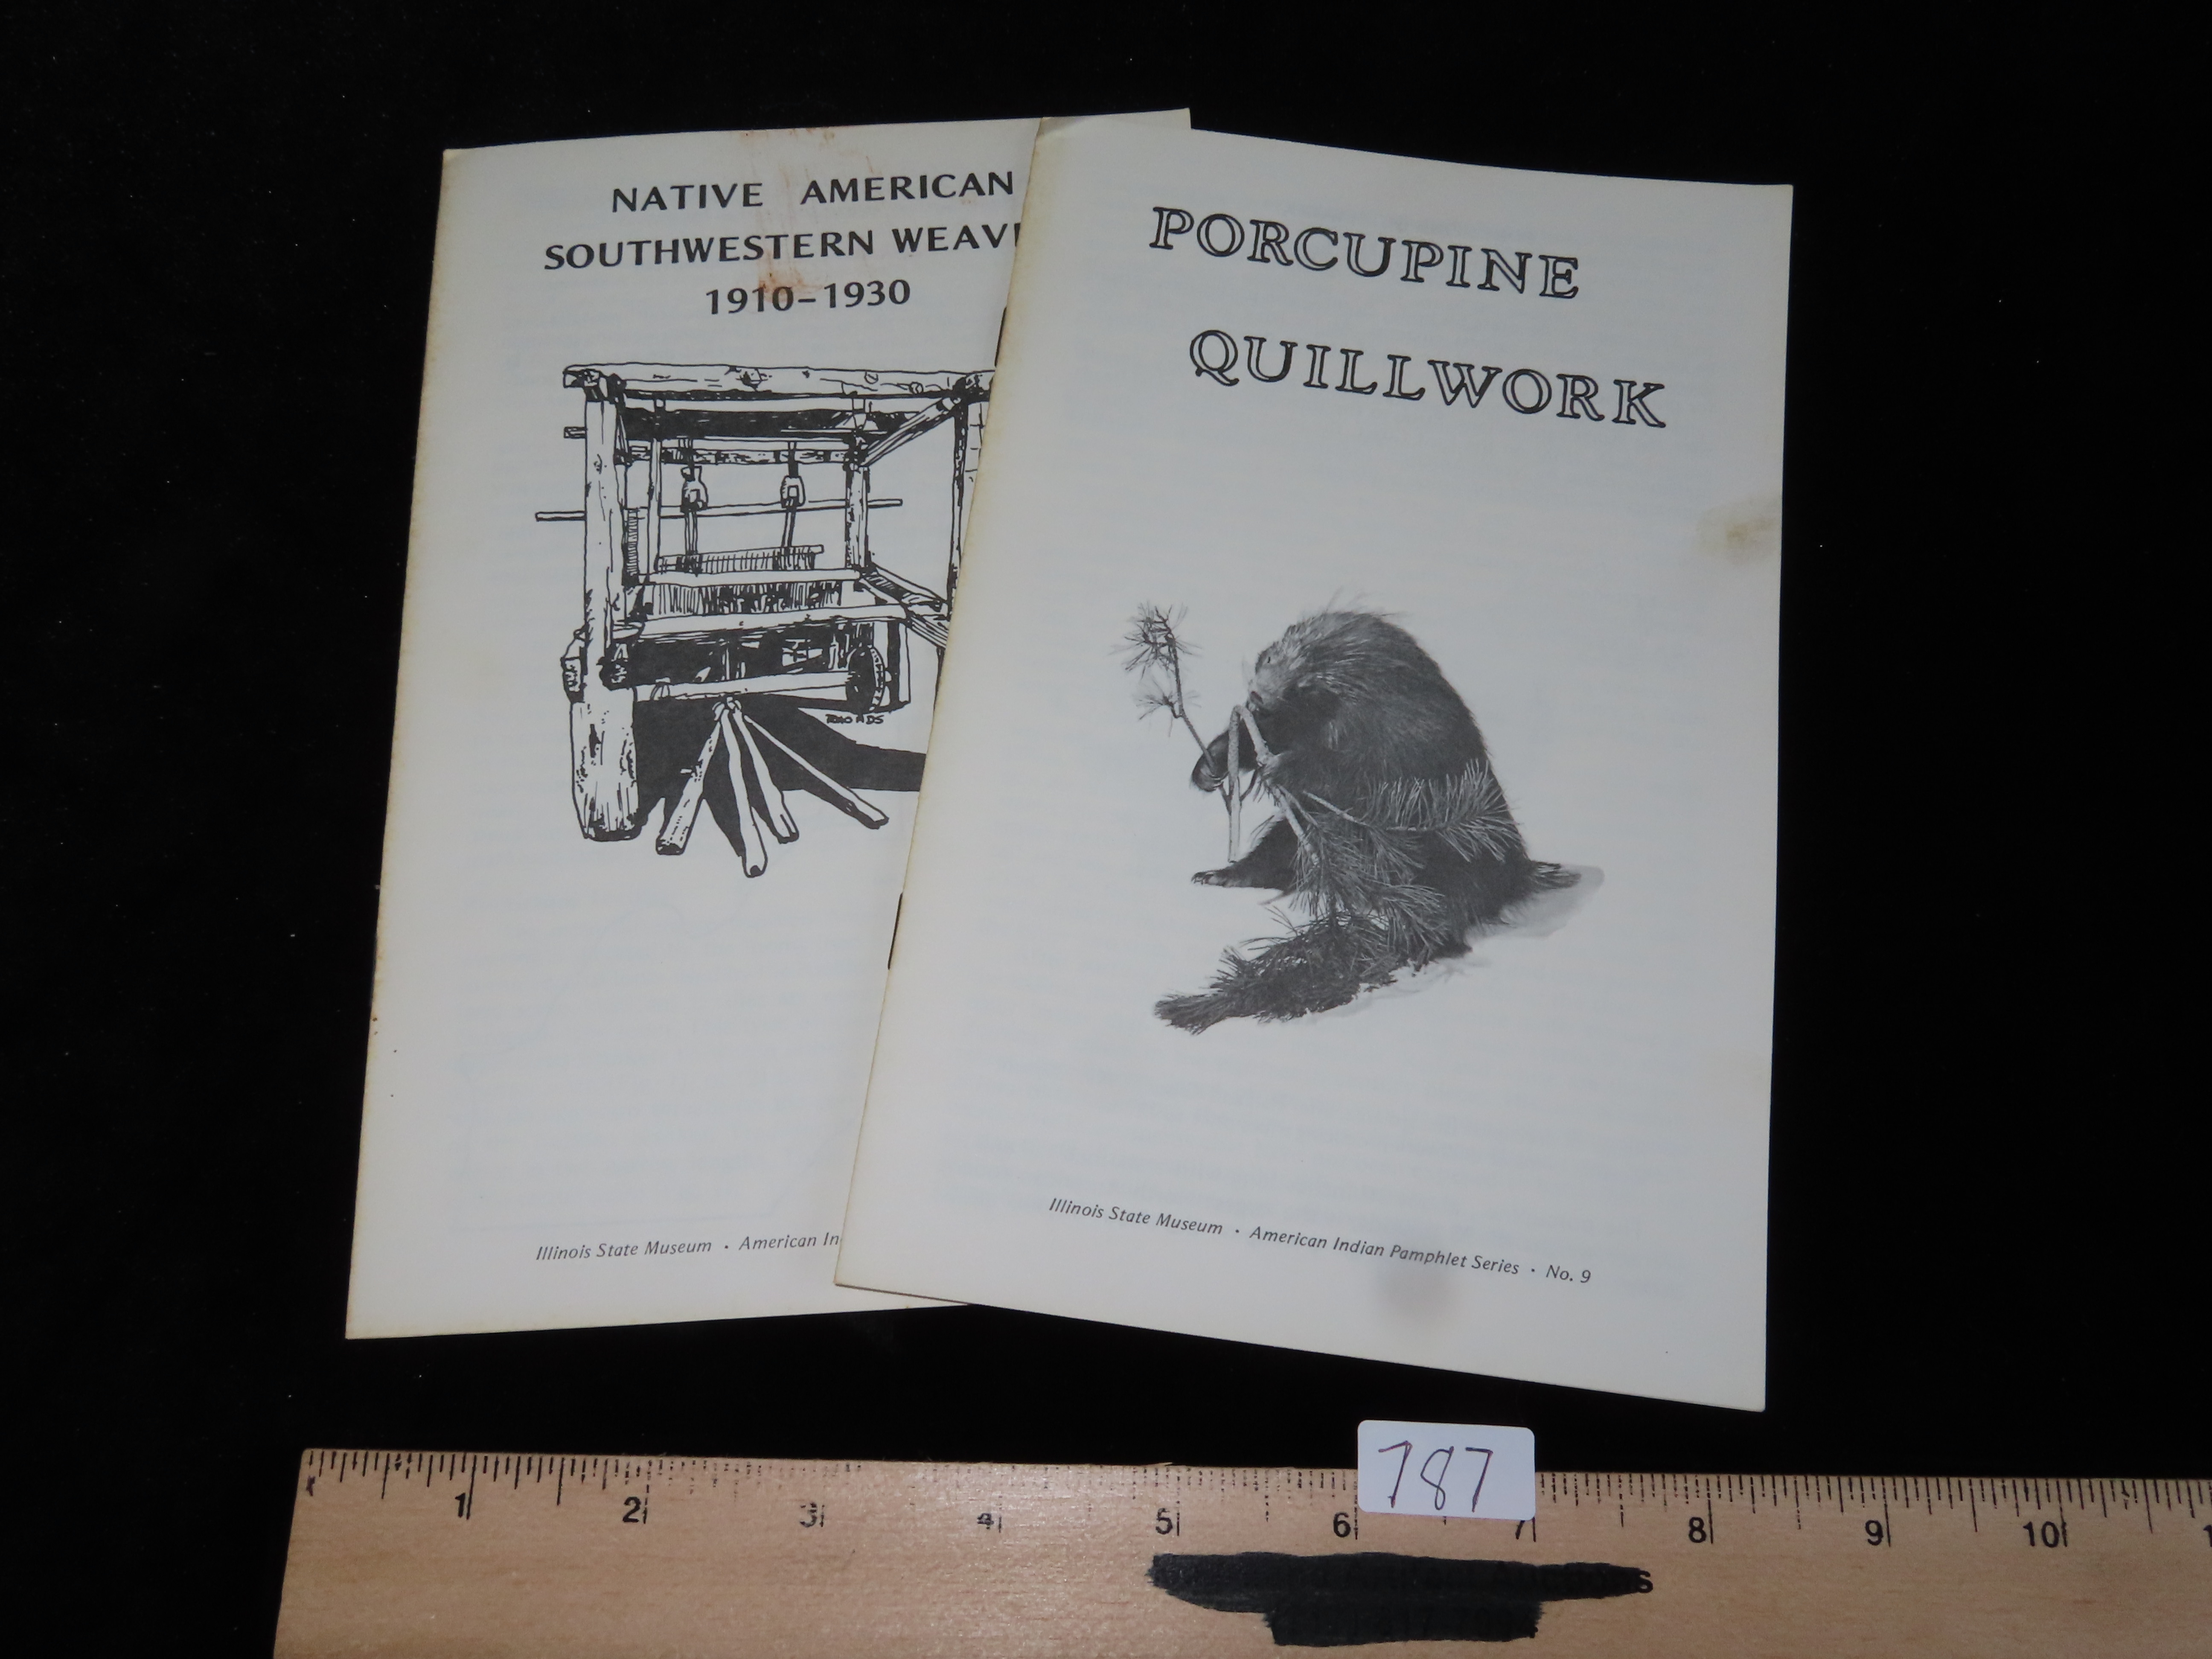 NATIVE AMERICAN
SOUTHWESTERN WEAVI
1910–1930
Illinois State Museum · American In
PORCUPINE
QUILLWORK
Illinois State Museum · American Indian Pamphlet Series · No. 9
787
1 2 3 4 5 6 7 8 9 10